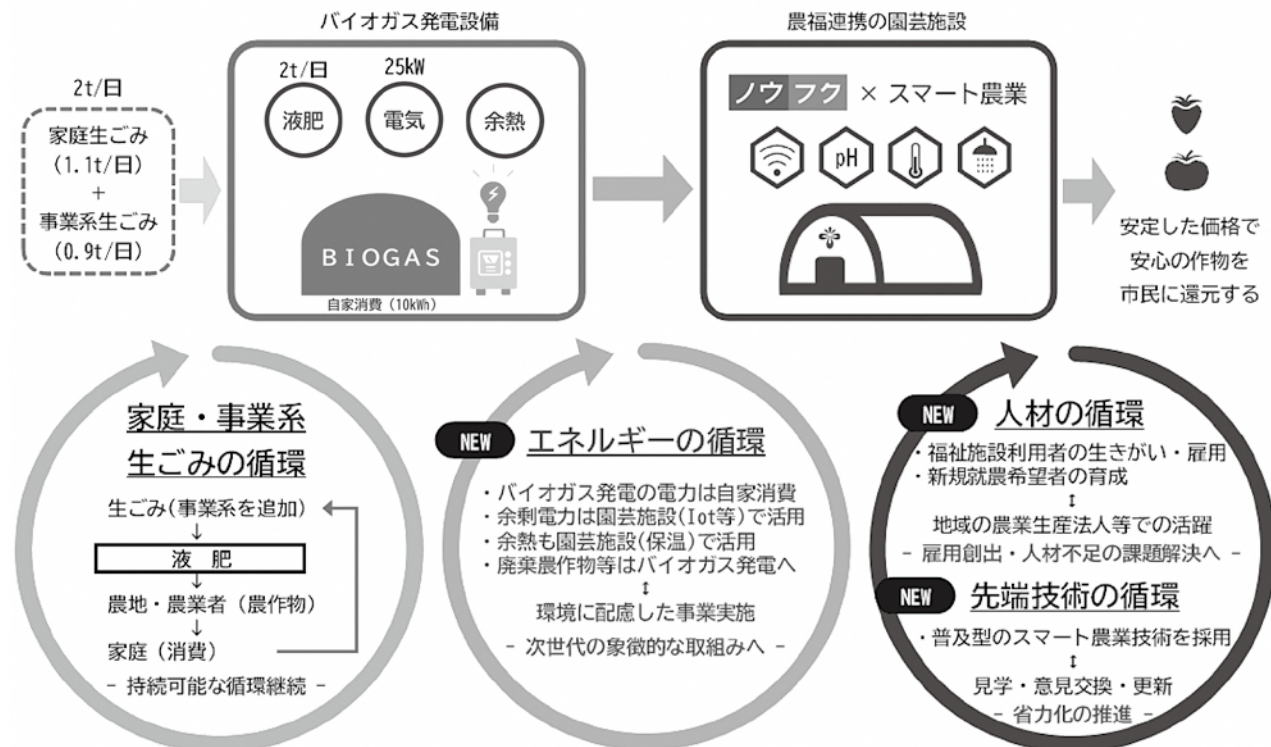 バイオガス発電設備
農福連携の園芸施設
2t/日
家庭生ごみ
(1.1t/日)
+
事業系生ごみ
(0.9t/日)
2t/日
液肥
25kW
電気
余熱
BIOGAS
自家消費（10kWh）
ノウフク × スマート農業
pH
安定した価格で
安心の作物を
市民に還元する
家庭・事業系
生ごみの循環
生ごみ(事業系を追加)
↓
液 肥
↓
農地・農業者（農作物）
↓
家庭（消費）
- 持続可能な循環継続 -
NEW エネルギーの循環
・バイオガス発電の電力は自家消費
・余剰電力は園芸施設(Iot等)で活用
・余熱も園芸施設(保温)で活用
・廃棄農作物等はバイオガス発電へ
↕
環境に配慮した事業実施
- 次世代の象徴的な取組みへ -
NEW 人材の循環
・福祉施設利用者の生きがい・雇用
・新規就農希望者の育成
↕
地域の農業生産法人等での活躍
- 雇用創出・人材不足の課題解決へ -
NEW 先端技術の循環
・普及型のスマート農業技術を採用
↕
見学・意見交換・更新
- 省力化の推進 -